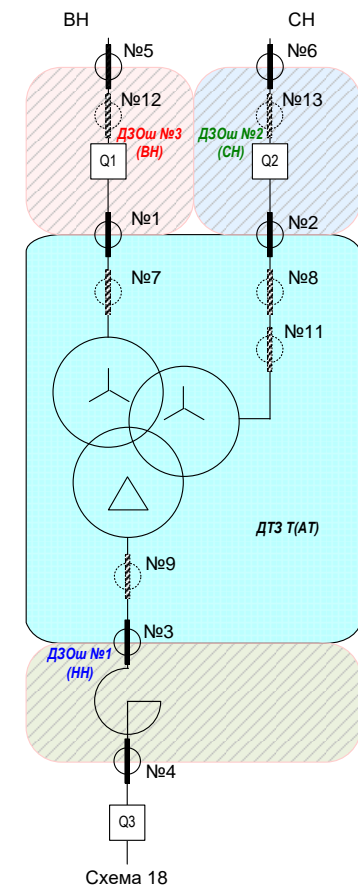 ВН СН
№5 №6
№12 №13
ДЗОш №3
(ВН)
ДЗОш №2
(СН)
Q1 Q2
№1 №2
№7 №8
№11
ДТЗ Т(АТ)
№9
№3
ДЗОш №1
(НН)
№4
Q3
Схема 18